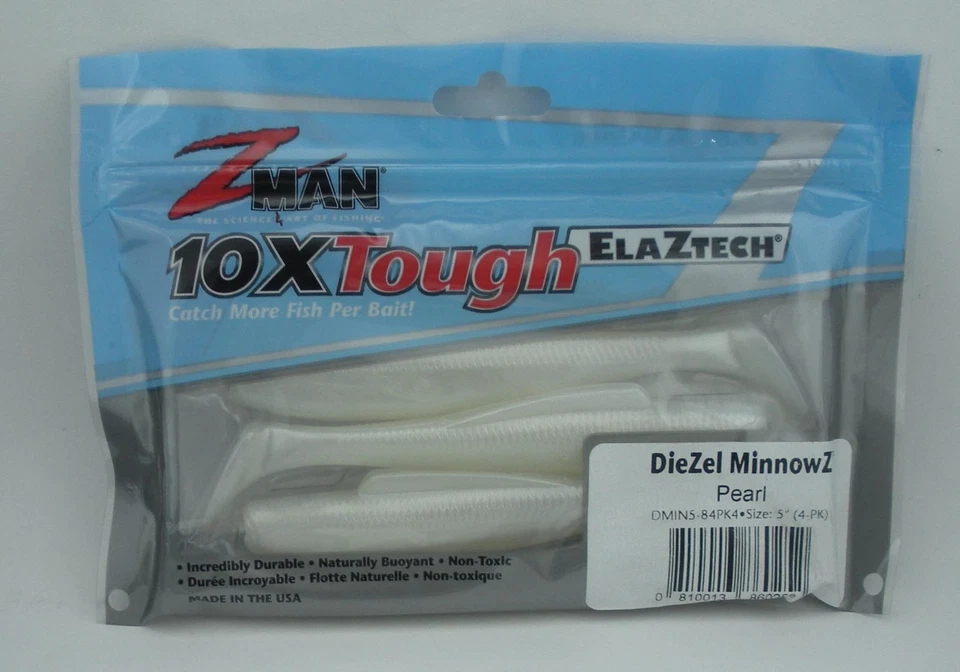 ZMAN®
THE SCIENCE + ART OF FISHING
10X Tough ELAZTECH®
Catch More Fish Per Bait!
DieZel MinnowZ
Pearl
DMIN5-84PK4•Size: 5" (4-PK)
0 810013
• Incredibly Durable • Naturally Buoyant • Non-Toxic
• Durée Incroyable • Flotte Naturelle • Non-toxique
MADE IN THE USA